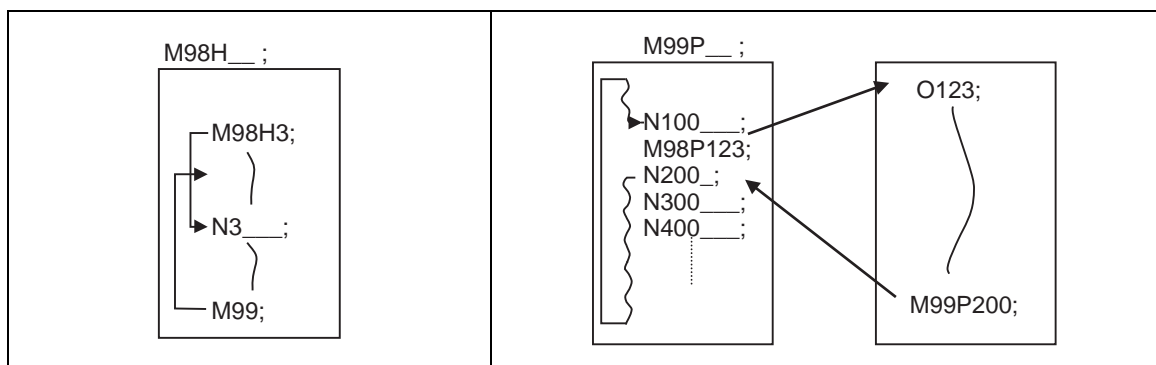 M98H__ ;
M98H3;
N3___;
M99;
M99P__ ;
N100___;
M98P123;
N200_;
N300___;
N400___;
O123;
M99P200;